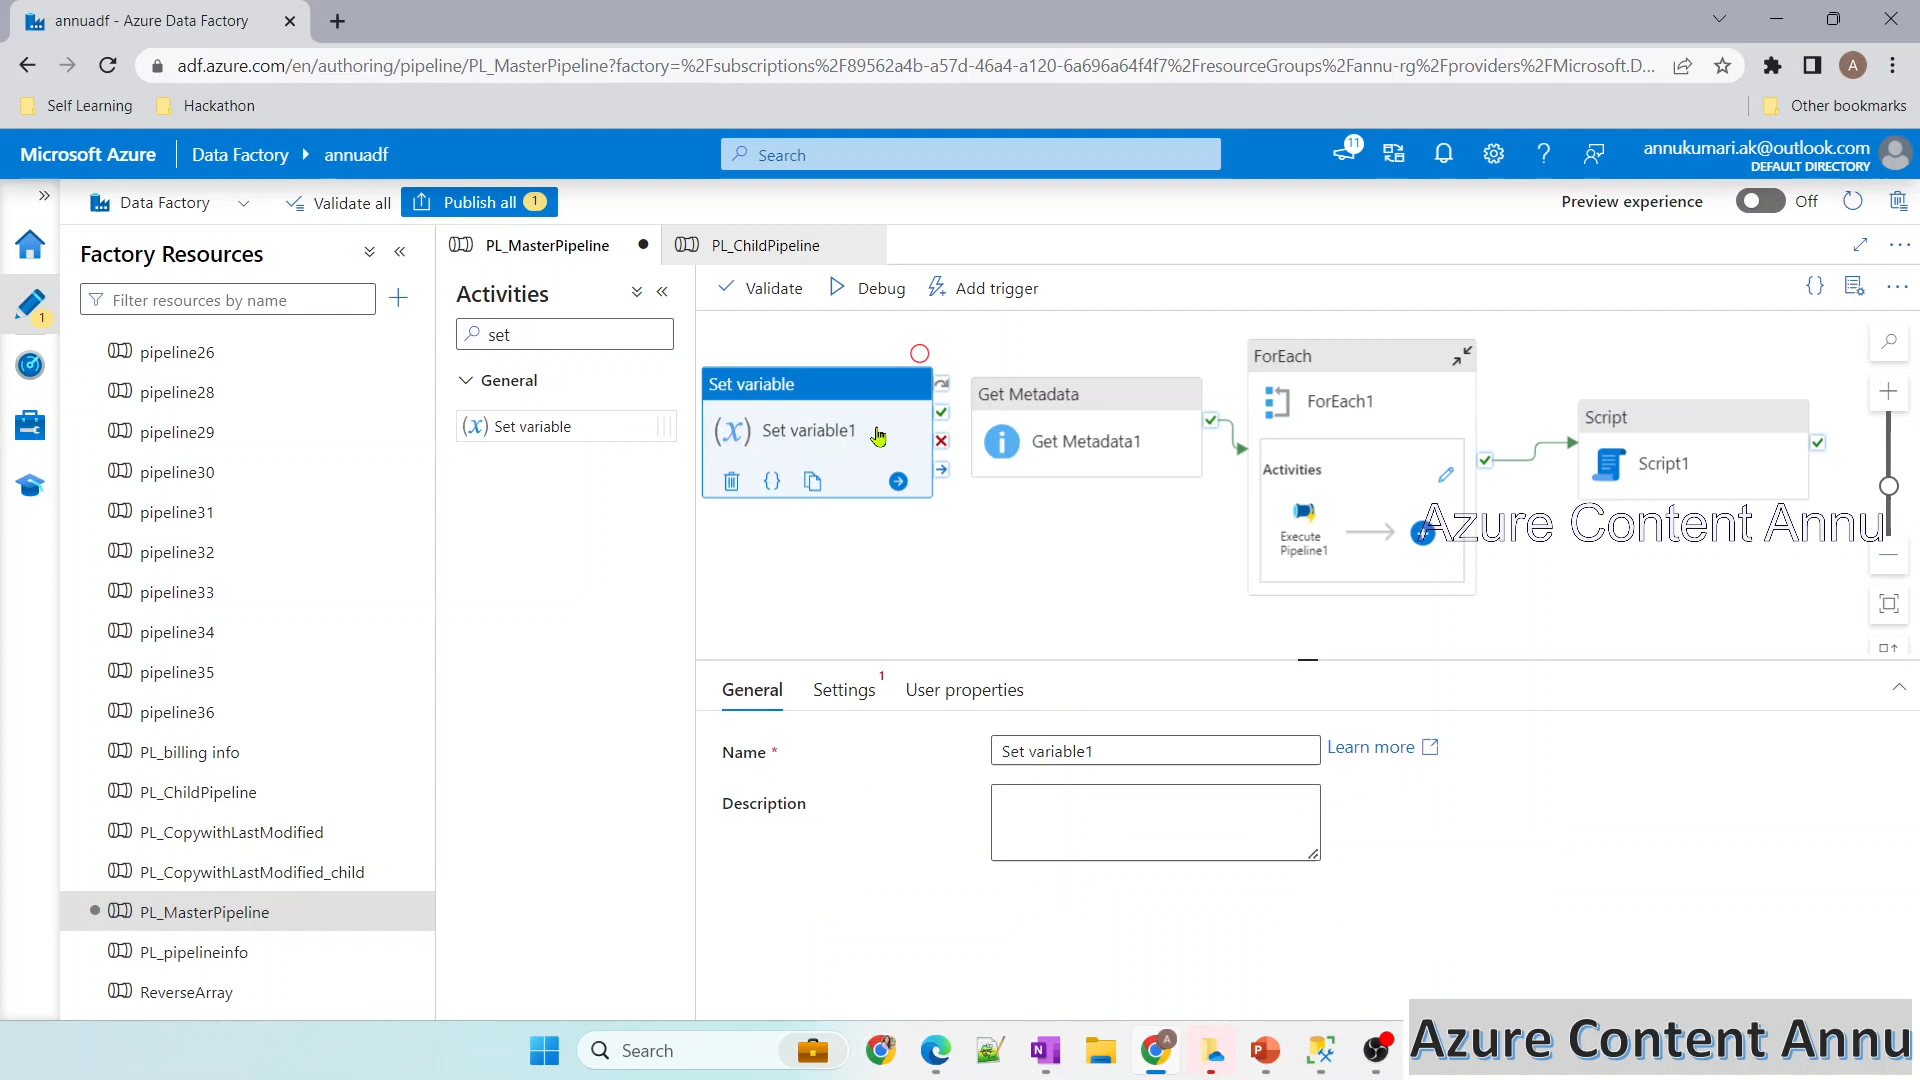 annuadf - Azure Data Factory
adf.azure.com/en/authoring/pipeline/PL_MasterPipeline?factory=%2Fsubscriptions%2F89562a4b-a57d-46a4-a120-6a696a64f4f7%2FresourceGroups%2Fannu-rg%2Fproviders%2FMicrosoft.D...
A
Self Learning
Hackathon
Other bookmarks
Microsoft Azure
Data Factory
annuadf
Search
11
annukumari.ak@outlook.com
DEFAULT DIRECTORY
Data Factory
Validate all
Publish all
1
Preview experience
Off
Factory Resources
Filter resources by name
1
pipeline26
pipeline28
pipeline29
pipeline30
pipeline31
pipeline32
pipeline33
pipeline34
pipeline35
pipeline36
PL_billing info
PL_ChildPipeline
PL_CopywithLastModified
PL_CopywithLastModified_child
PL_MasterPipeline
PL_pipelineinfo
ReverseArray
PL_MasterPipeline
PL_ChildPipeline
Activities
set
General
(x) Set variable
Validate
Debug
Add trigger
Set variable
(x) Set variable1
Get Metadata
Get Metadata1
ForEach
ForEach1
Activities
Execute
Pipeline1
Script
Script1
Azure Content Annu
General
Settings
1
User properties
Name *
Set variable1
Learn more
Description
Search
A
Azure Content Annu